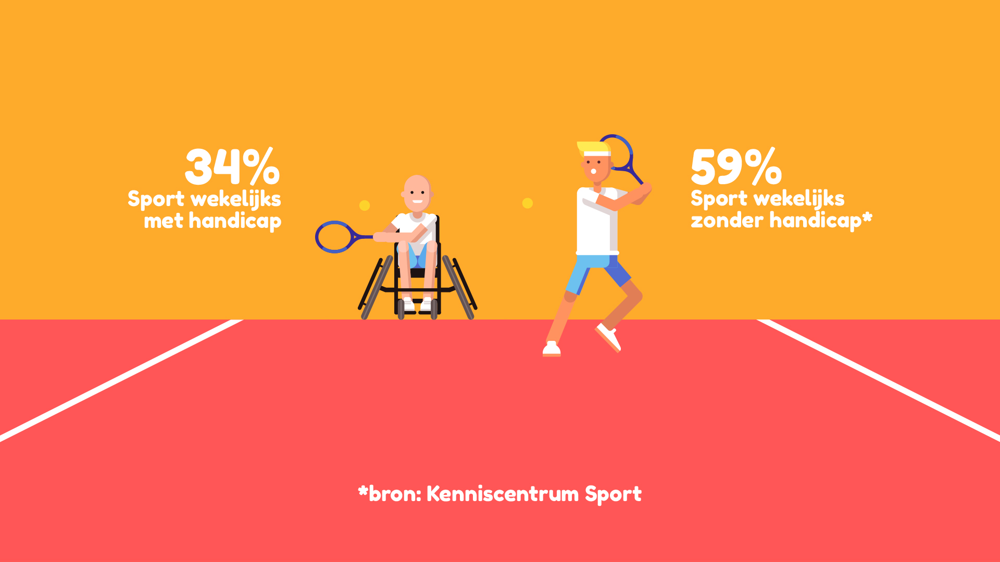 34%
Sport wekelijks
met handicap
59%
Sport wekelijks
zonder handicap*
*bron: Kenniscentrum Sport